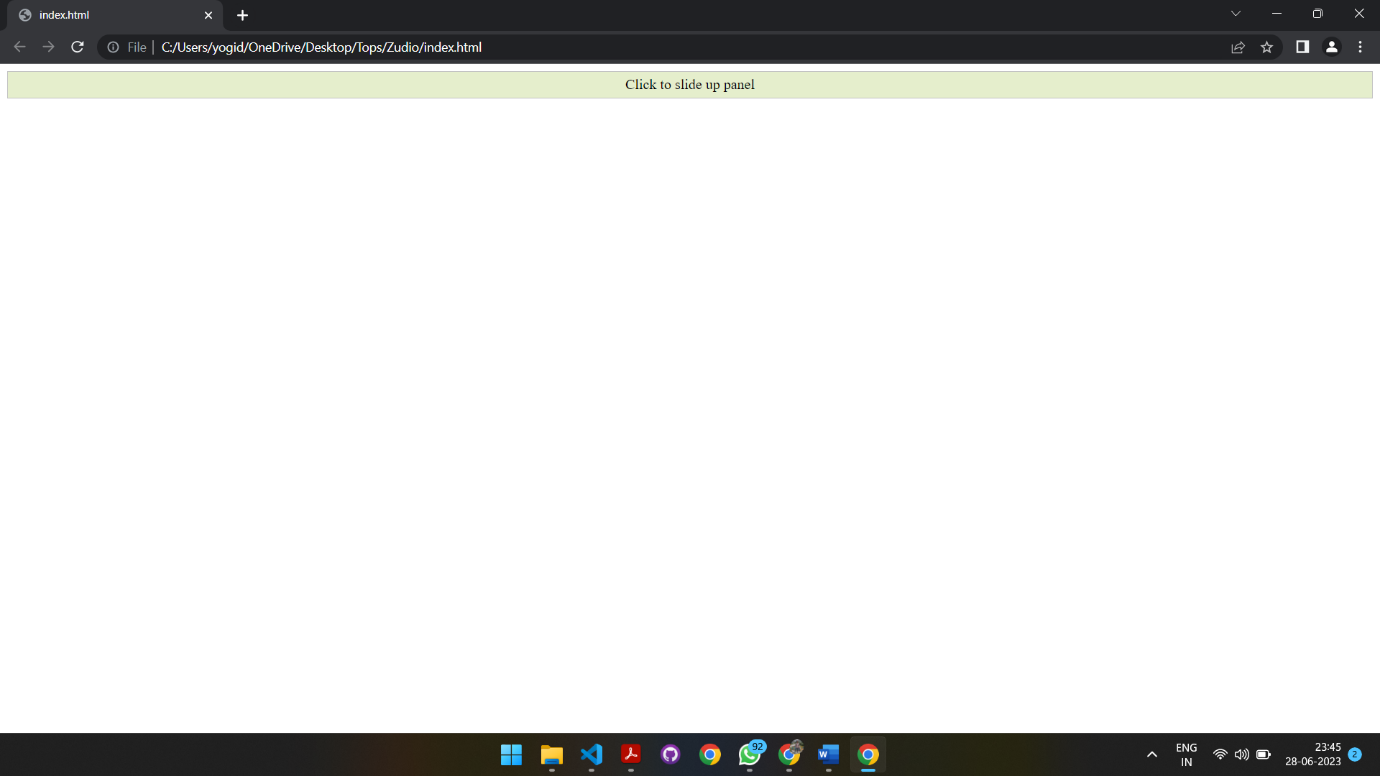 index.html
File | C:/Users/yogid/OneDrive/Desktop/Tops/Zudio/index.html
Click to slide up panel
92
W
ENG
IN
23:45
28-06-2023
2